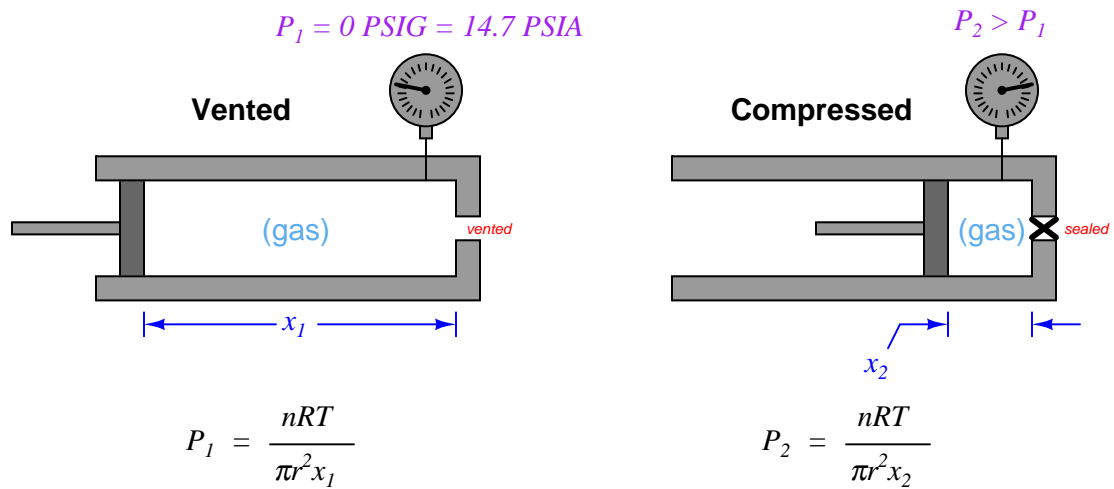 P₁ = 0 PSIG = 14.7 PSIA
P₂ > P₁
Vented
Compressed
(gas)
vented
(gas)
sealed
x₁
x₂
P₁ = nRT / πr²x₁
P₂ = nRT / πr²x₂